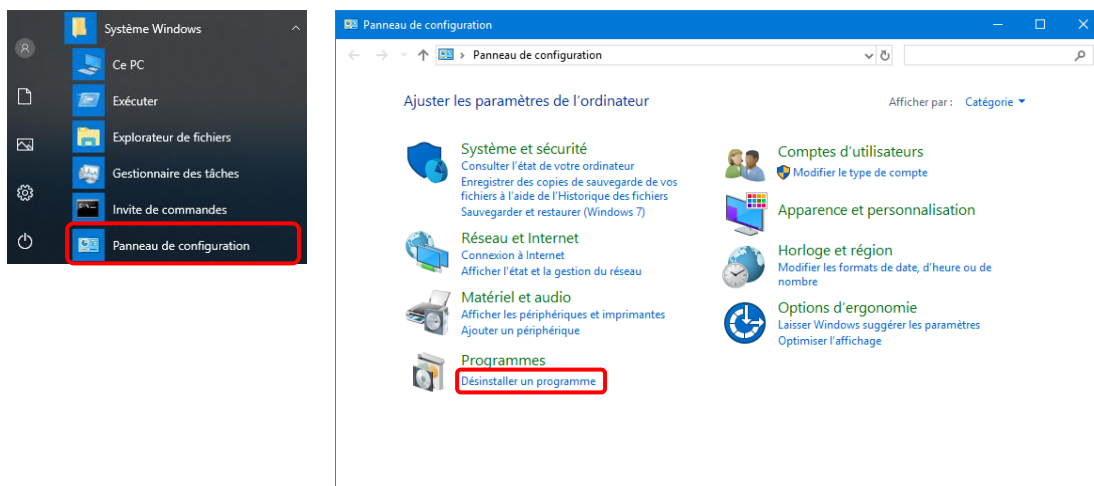 Système Windows
Ce PC
Exécuter
Explorateur de fichiers
Gestionnaire des tâches
Invite de commandes
Panneau de configuration
Panneau de configuration
Panneau de configuration
Ajuster les paramètres de l'ordinateur
Afficher par : Catégorie
Système et sécurité
Consulter l'état de votre ordinateur
Enregistrer des copies de sauvegarde de vos
fichiers à l'aide de l'Historique des fichiers
Sauvegarder et restaurer (Windows 7)
Réseau et Internet
Connexion à Internet
Afficher l'état et la gestion du réseau
Matériel et audio
Afficher les périphériques et imprimantes
Ajouter un périphérique
Programmes
Désinstaller un programme
Comptes d'utilisateurs
Modifier le type de compte
Apparence et personnalisation
Horloge et région
Modifier les formats de date, d'heure ou de
nombre
Options d'ergonomie
Laisser Windows suggérer les paramètres
Optimiser l'affichage